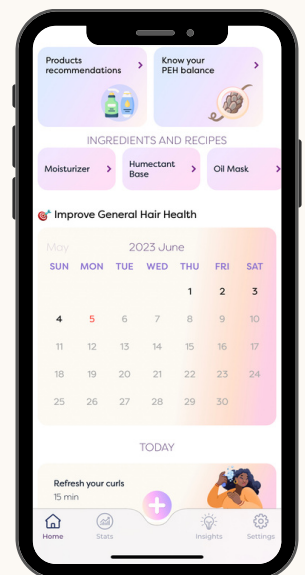 Products
recommendations
Know your
PEH balance
INGREDIENTS AND RECIPES
Moisturizer
Humectant
Base
Oil Mask
Improve General Hair Health
May
2023 June
SUN MON TUE WED THU FRI SAT
1 2 3
4 5 6 7 8 9 10
11 12 13 14 15 16 17
18 19 20 21 22 23 24
25 26 27 28 29 30
TODAY
Refresh your curls
15 min
Home Stats Insights Settings